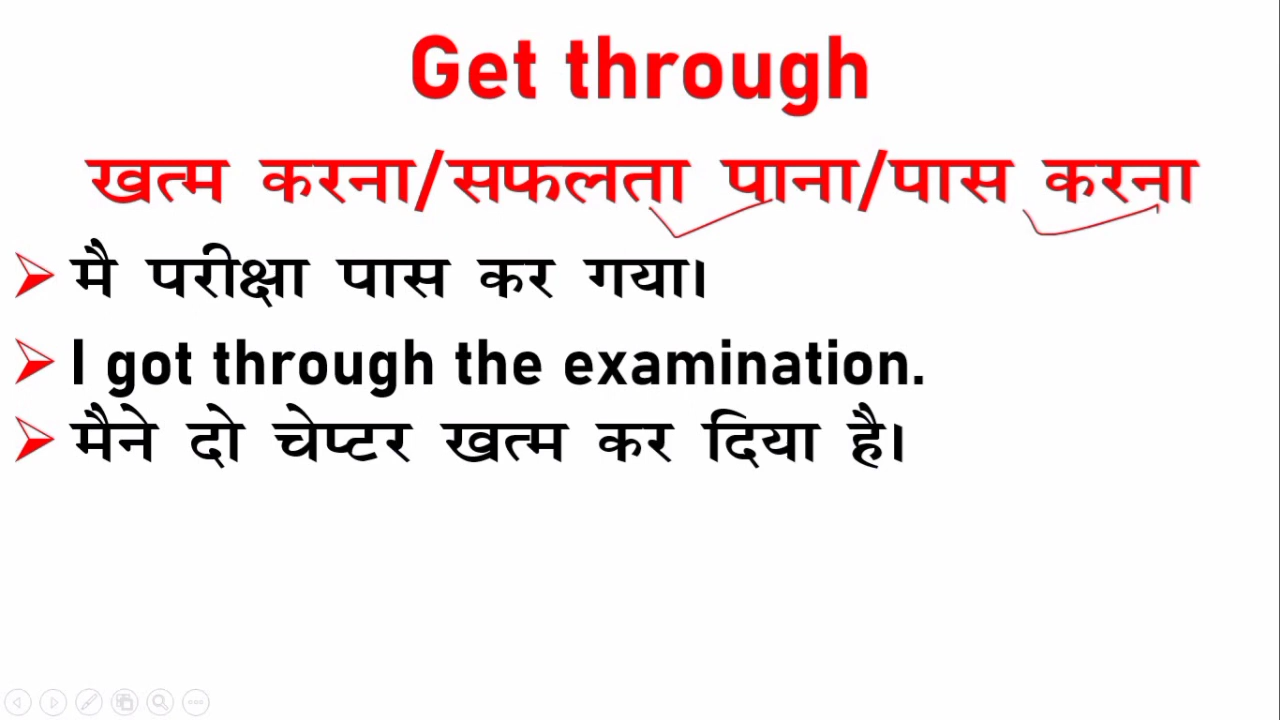 Get through
खत्म करना/सफलता पाना/पास करना
मै परीक्षा पास कर गया।
I got through the examination.
मैने दो चेप्टर खत्म कर दिया है।